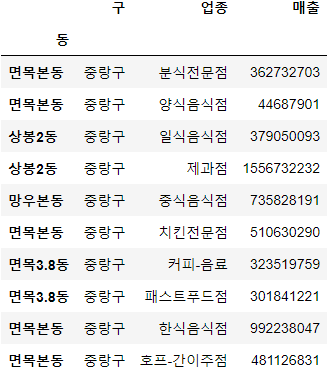 구 업종 매출
동
면목본동 중랑구 분식전문점 362732703
면목본동 중랑구 양식음식점 44687901
상봉2동 중랑구 일식음식점 379050093
상봉2동 중랑구 제과점 1556732232
망우본동 중랑구 중식음식점 735828191
면목본동 중랑구 치킨전문점 510630290
면목3.8동 중랑구 커피-음료 323519759
면목3.8동 중랑구 패스트푸드점 301841221
면목본동 중랑구 한식음식점 992238047
면목본동 중랑구 호프-간이주점 481126831